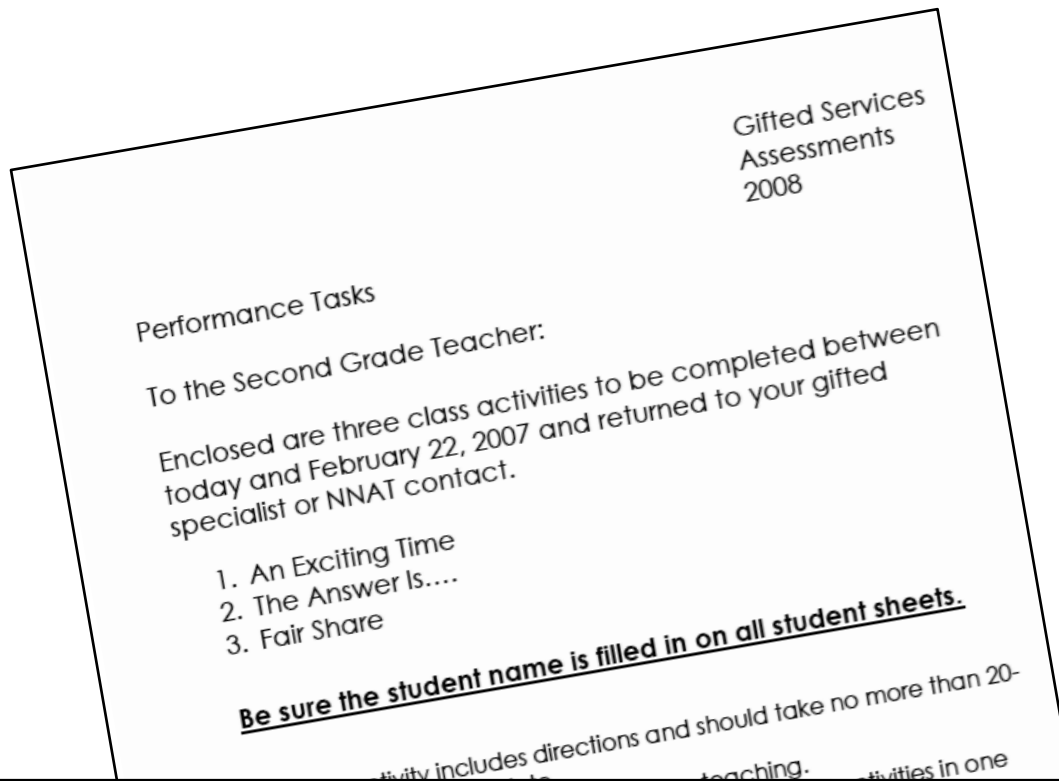 Gifted Services
Assessments
2008
Performance Tasks
To the Second Grade Teacher:
Enclosed are three class activities to be completed between
today and February 22, 2007 and returned to your gifted
specialist or NNAT contact.
1. An Exciting Time
2. The Answer Is....
3. Fair Share
Be sure the student name is filled in on all student sheets.
includes directions and should take no more than 20-
teaching.
in one